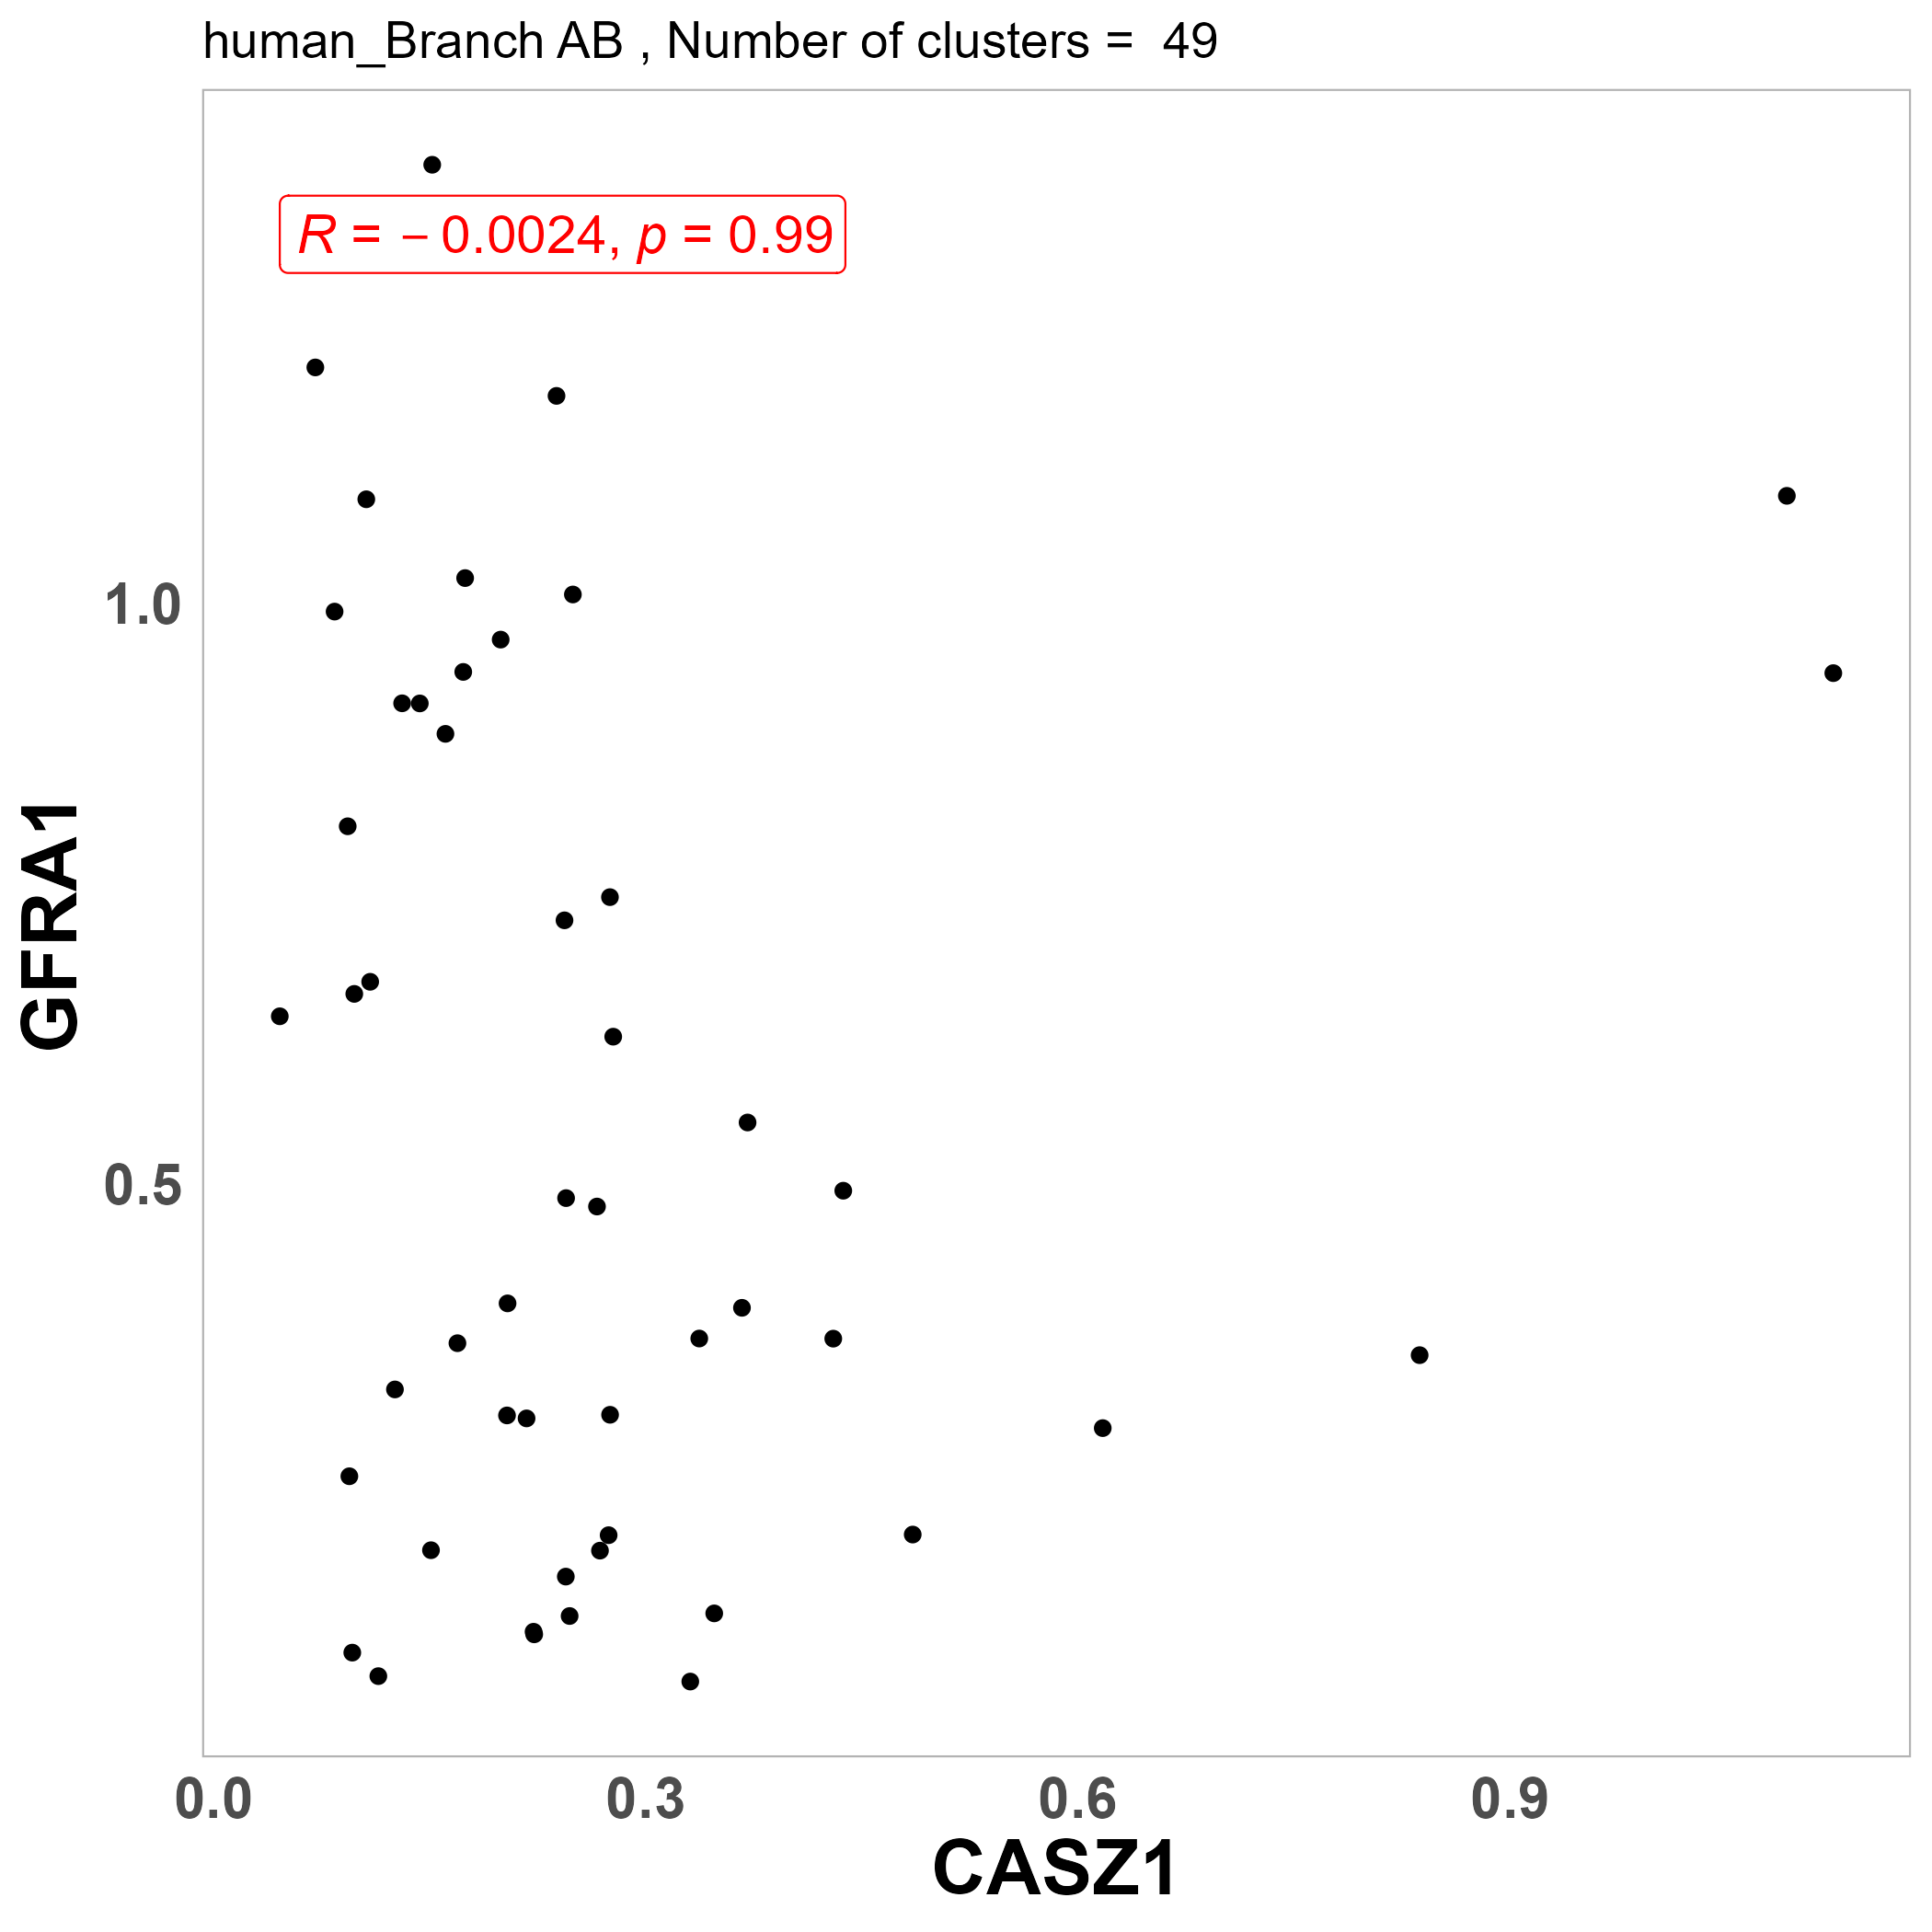 human_Branch AB , Number of clusters = 49
R = − 0.0024, p = 0.99
GFRA1
1.0
0.5
0.0 0.3 0.6 0.9
CASZ1